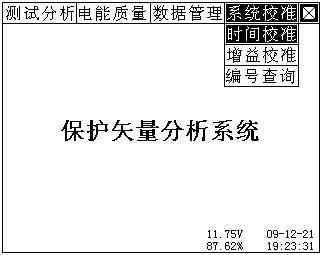 测试分析 电能质量 数据管理 系统校准
时间校准
增益校准
编号查询
保护矢量分析系统
11.75V 09-12-21
87.62% 19:23:31